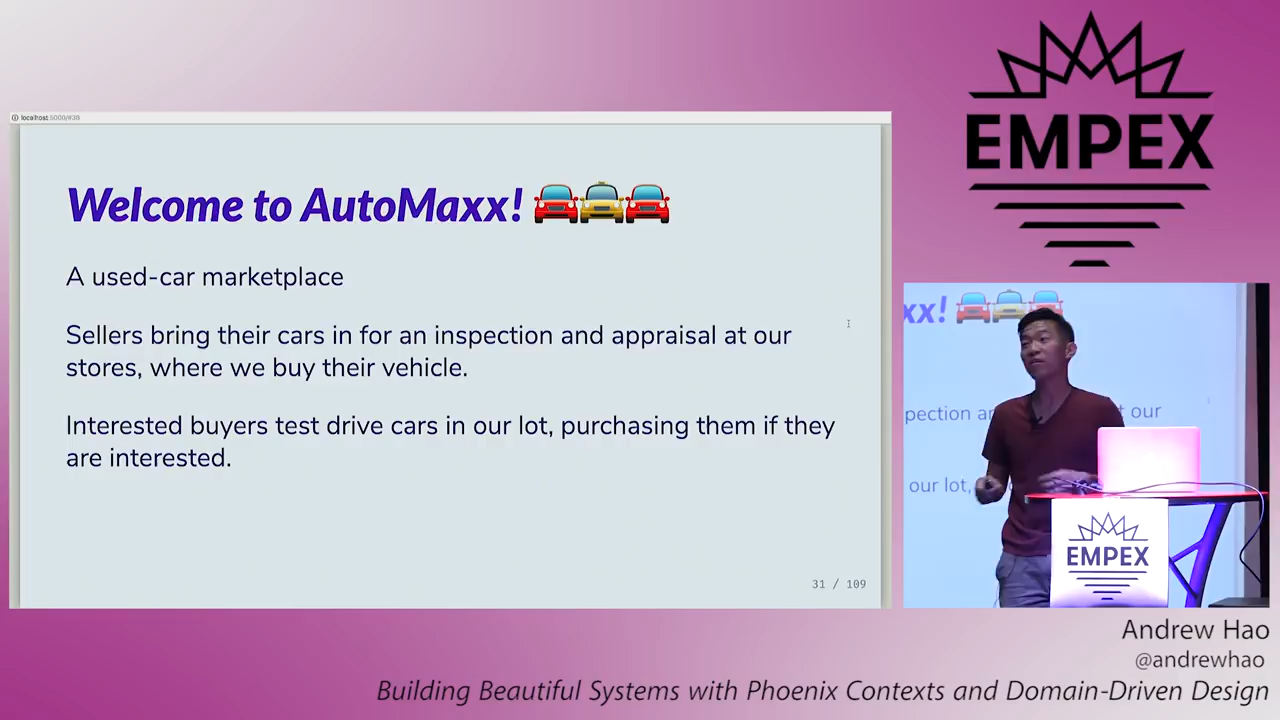 localhost:5000/#38
Welcome to AutoMaxx!
A used-car marketplace
Sellers bring their cars in for an inspection and appraisal at our
stores, where we buy their vehicle.
Interested buyers test drive cars in our lot, purchasing them if they
are interested.
31 / 109
EMPEX
xx!
pection a
t our
our lot,
EMPEX
Andrew Hao
@andrewhao
Building Beautiful Systems with Phoenix Contexts and Domain-Driven Design